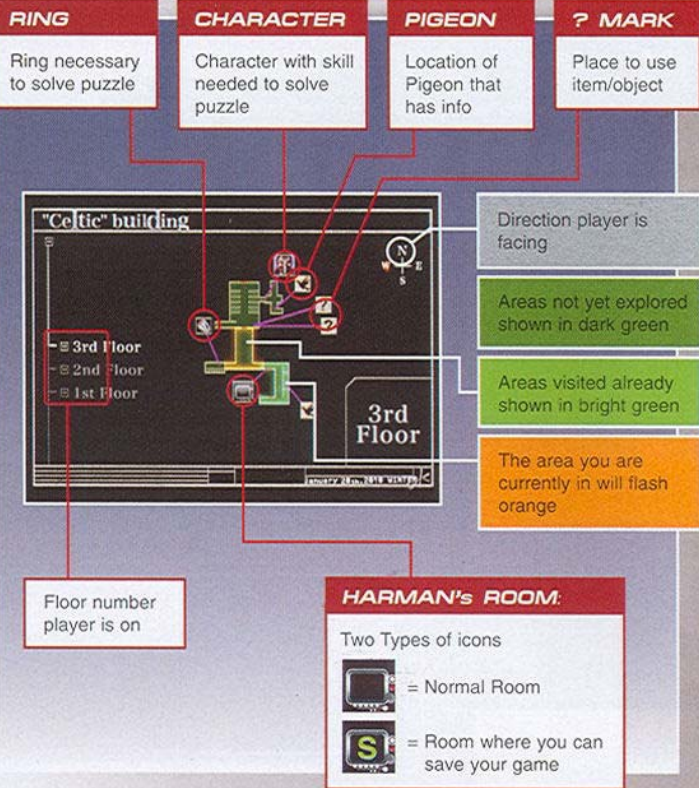 RING
Ring necessary
to solve puzzle
CHARACTER
Character with skill
needed to solve
puzzle
PIGEON
Location of
Pigeon that
has info
? MARK
Place to use
item/object
"Celtic" building
N
W
E
S
?
?
3rd Floor
2nd Floor
1st Floor
3rd
Floor
January 28th, 2010 WINTER
<
Direction player is
facing
Areas not yet explored
shown in dark green
Areas visited already
shown in bright green
The area you are
currently in will flash
orange
Floor number
player is on
HARMAN's ROOM:
Two Types of icons
= Normal Room
S
= Room where you can
save your game